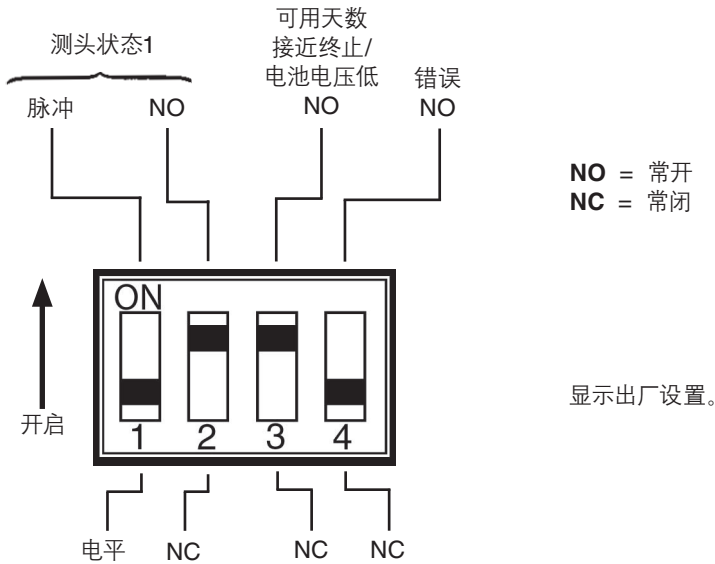 测头状态1
可用天数
接近终止/
电池电压低
错误
脉冲
NO
NO
NO
NO = 常开
NC = 常闭
ON
开启
1 2 3 4
显示出厂设置。
电平
NC
NC
NC